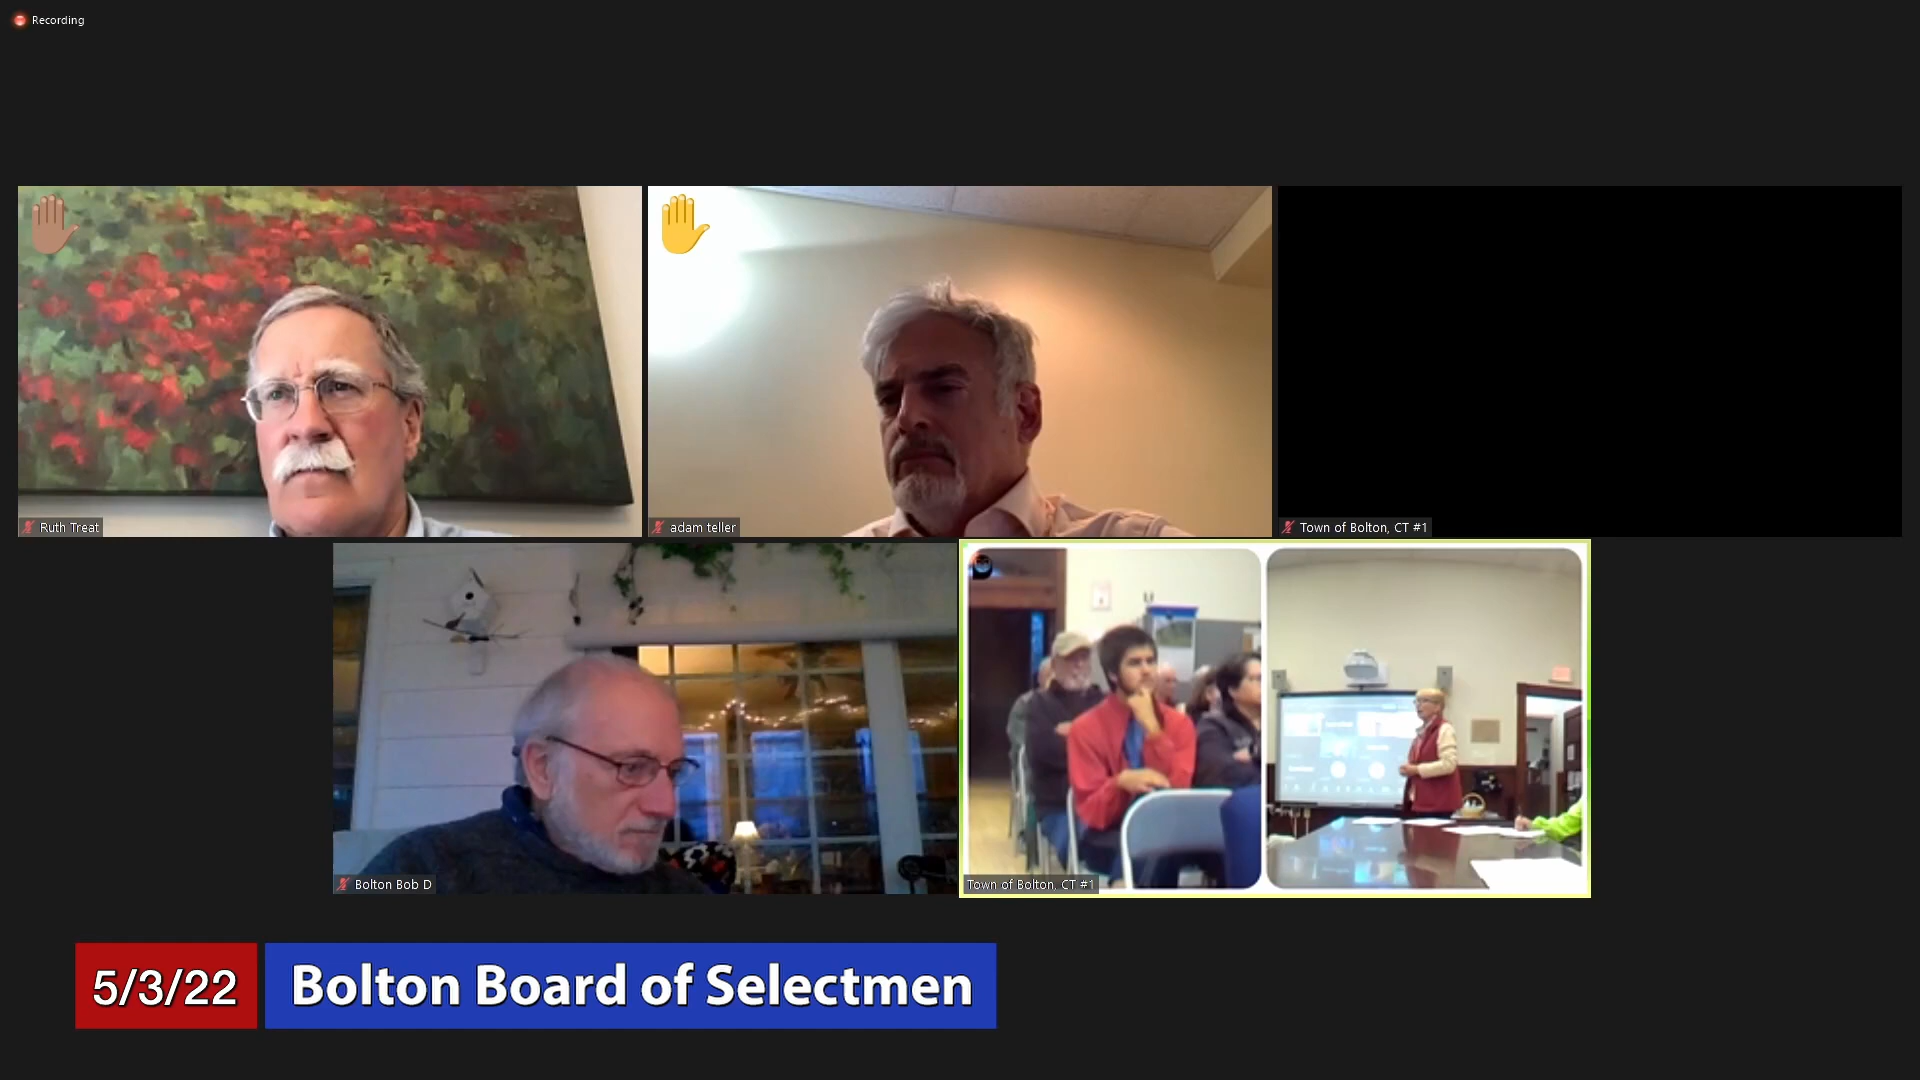 Recording
Ruth Treat
adam teller
Town of Bolton, CT #1
Bolton Bob D
Town of Bolton, CT #1
5/3/22
Bolton Board of Selectmen